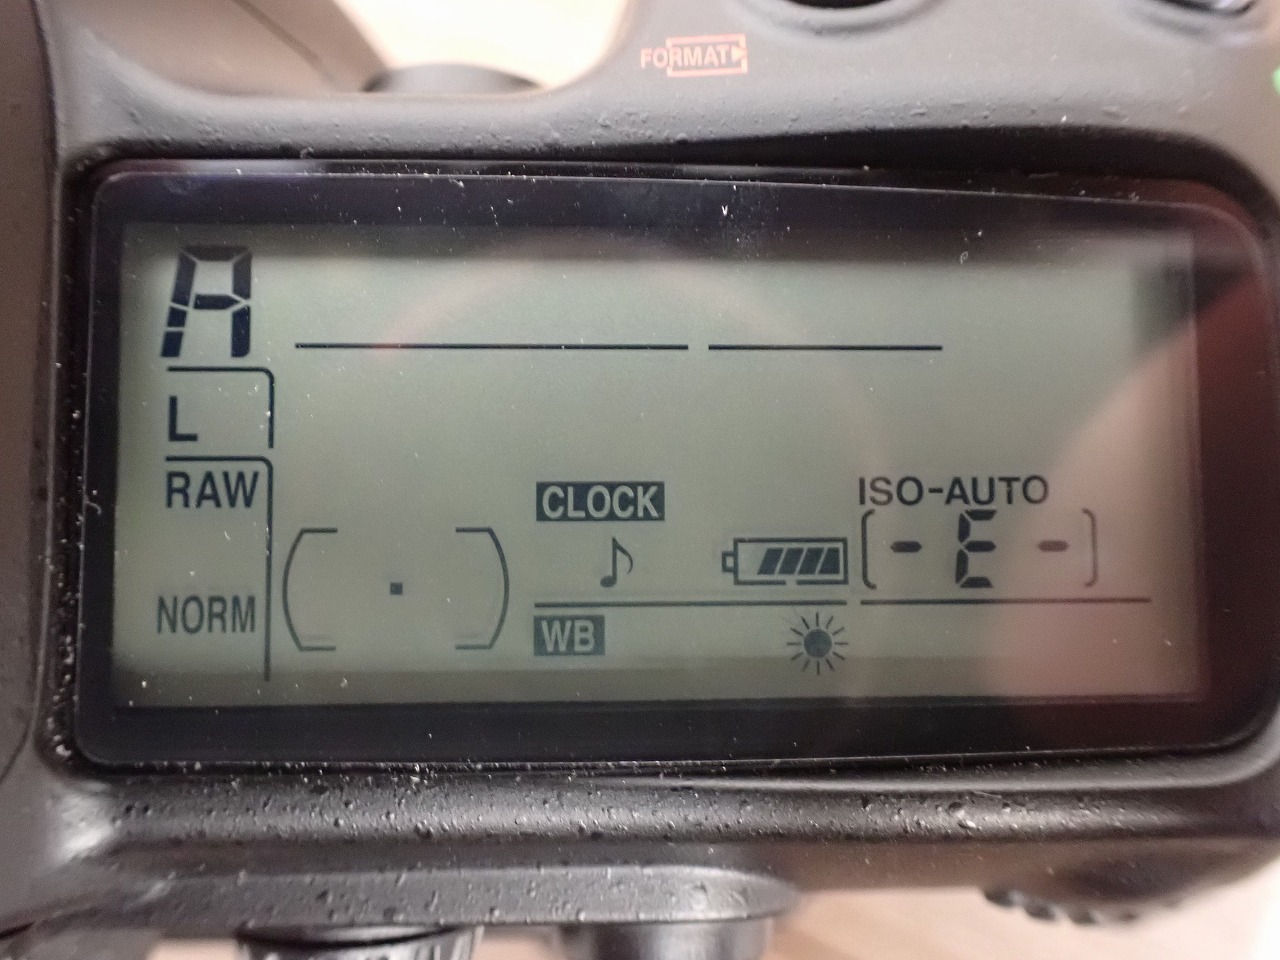 FORMAT
A
L
RAW
CLOCK
ISO-AUTO
[- E -]
NORM
WB